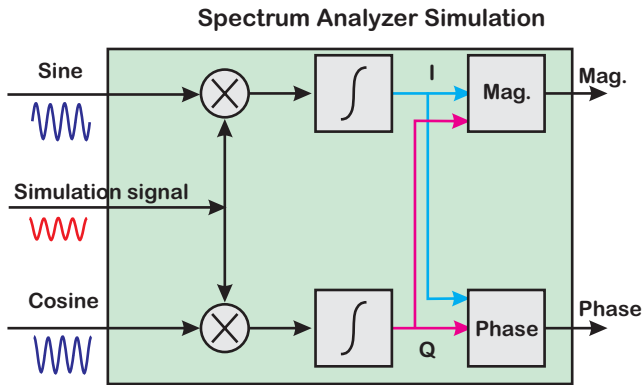 Spectrum Analyzer Simulation
Sine
I
Mag.
Mag.
Simulation signal
Cosine
Q
Phase
Phase